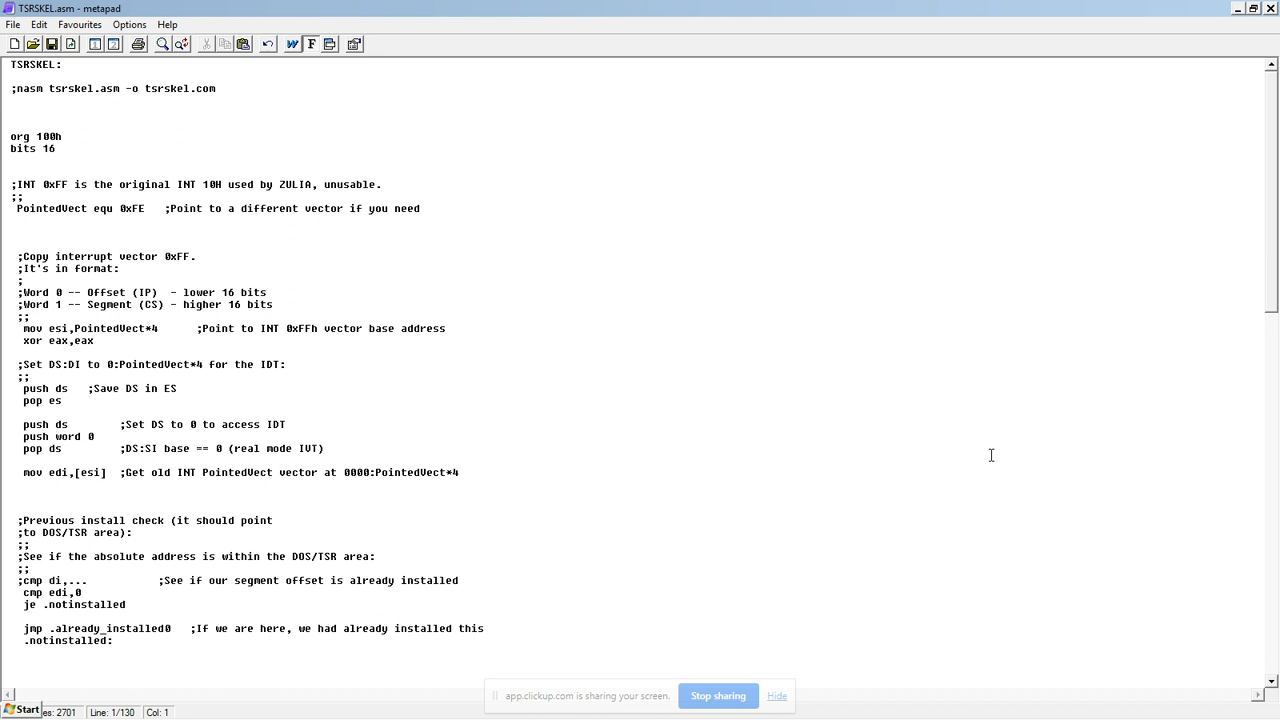 TSRSKEL.asm - metapad
File Edit Favourites Options Help
TSRSKEL:
;nasm tsrskel.asm -o tsrskel.com
org 100h
bits 16
;INT 0xFF is the original INT 10H used by ZULIA, unusable.
;;
PointedVect equ 0xFE ;Point to a different vector if you need
;Copy interrupt vector 0xFF.
;It's in format:
;
;Word 0 -- Offset (IP) - lower 16 bits
;Word 1 -- Segment (CS) - higher 16 bits
;;
mov esi,PointedVect*4 ;Point to INT 0xFFh vector base address
xor eax,eax
;Set DS:DI to 0:PointedVect*4 for the IDT:
;;
push ds ;Save DS in ES
pop es
push ds ;Set DS to 0 to access IDT
push word 0
pop ds ;DS:SI base == 0 (real mode IVT)
mov edi,[esi] ;Get old INT PointedVect vector at 0000:PointedVect*4
;Previous install check (it should point
;to DOS/TSR area):
;;
;See if the absolute address is within the DOS/TSR area:
;;
;cmp di,... ;See if our segment offset is already installed
cmp edi,0
je .notinstalled
jmp .already_installed0 ;If we are here, we had already installed this
.notinstalled:
app.clickup.com is sharing your screen. Stop sharing Hide
Start es: 2701 Line: 1/130 Col: 1